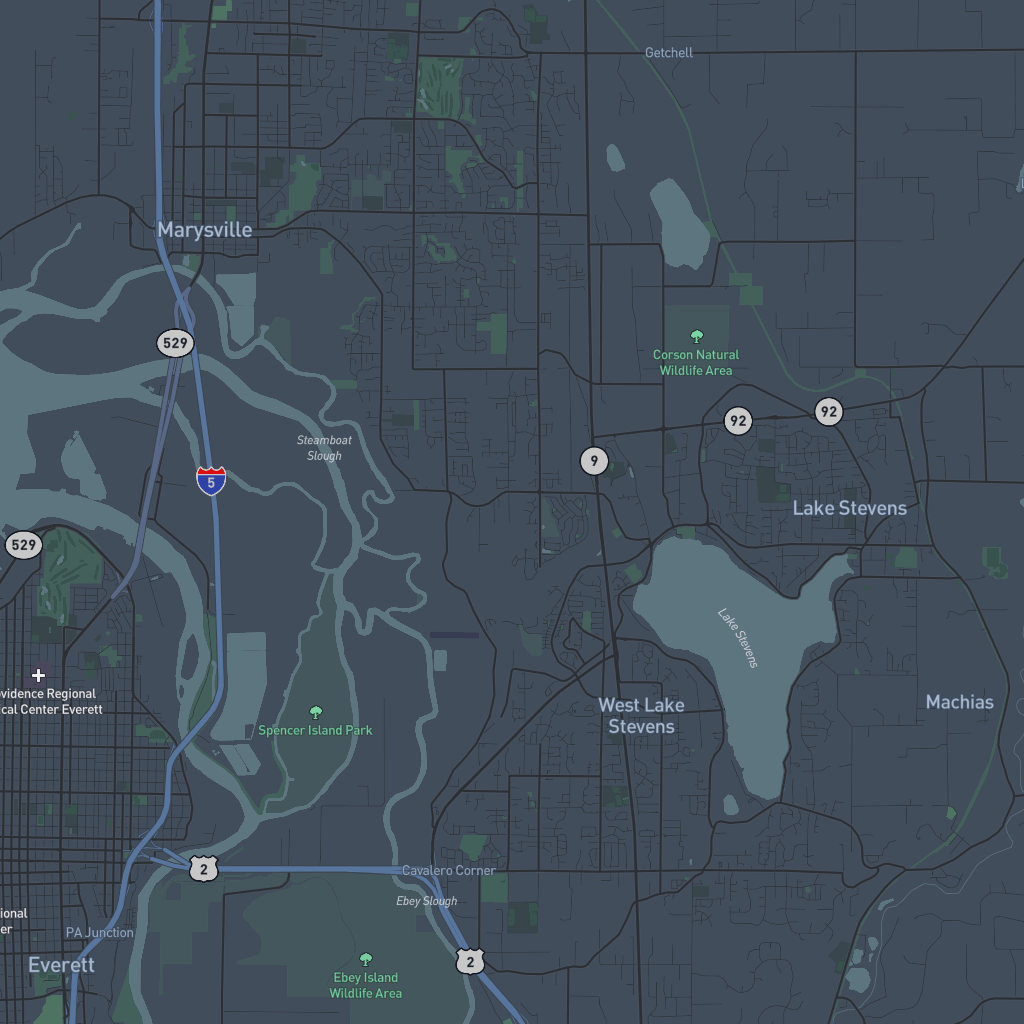 Getchell
Marysville
529
Corson Natural
Wildlife Area
92
92
Steamboat
Slough
9
5
Lake Stevens
529
Lake Stevens
Providence Regional
Medical Center Everett
Spencer Island Park
West Lake
Stevens
Machias
2
Cavalero Corner
Ebey Slough
ional
er
PA Junction
Everett
2
Ebey Island
Wildlife Area